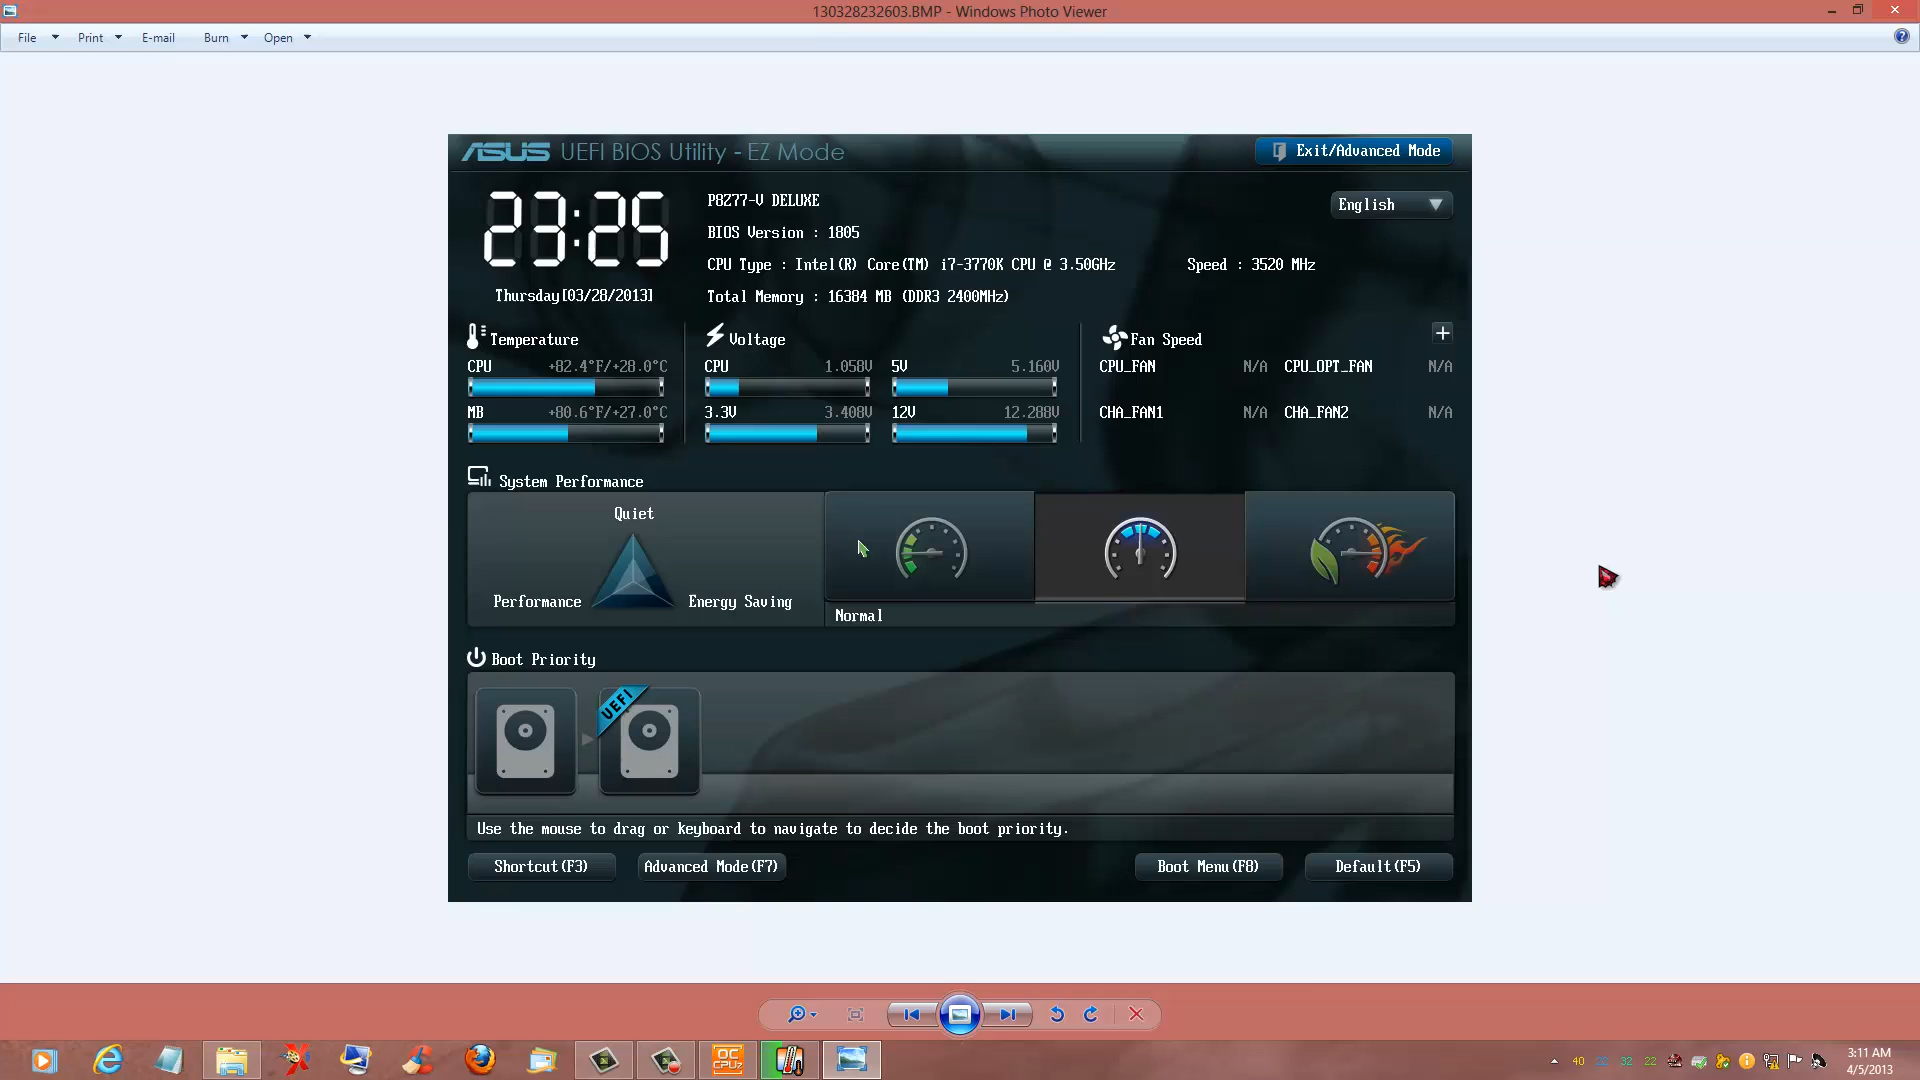 130328232603.BMP - Windows Photo Viewer
File Print E-mail Burn Open
ASUS UEFI BIOS Utility - EZ Mode
Exit/Advanced Mode
23:25
Thursday[03/28/2013]
P8Z77-V DELUXE
English
BIOS Version : 1805
CPU Type : Intel(R) Core(TM) i7-3770K CPU @ 3.50GHz Speed : 3520 MHz
Total Memory : 16384 MB (DDR3 2400MHz)
Temperature
CPU +82.4°F/+28.0°C
MB +80.6°F/+27.0°C
Voltage
CPU 1.058V 5V 5.160V
3.3V 3.408V 12V 12.288V
Fan Speed
CPU_FAN N/A CPU_OPT_FAN N/A
CHA_FAN1 N/A CHA_FAN2 N/A
System Performance
Quiet
Performance Energy Saving
Normal
Boot Priority
UEFI
Use the mouse to drag or keyboard to navigate to decide the boot priority.
Shortcut(F3) Advanced Mode(F7) Boot Menu(F8) Default(F5)
OC
CPUz
40 32 22
3:11 AM
4/5/2013